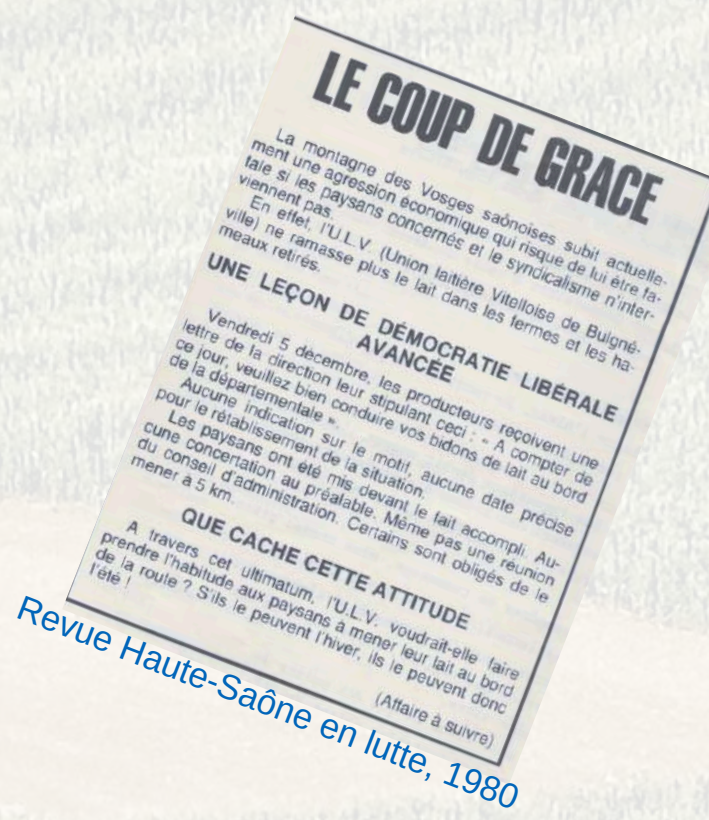 LE COUP DE GRACE
La montagne des Vosges saônoises subit actuelle-
ment une agression économique qui risque de lui être fa-
tale si les paysans concernés et le syndicalisme n'inter-
viennent pas.
En effet, l'U.L.V. (Union laitière Vitelloise de Bulgné-
ville) ne ramasse plus le lait dans les fermes et les ha-
meaux retirés.
UNE LEÇON DE DÉMOCRATIE LIBÉRALE
AVANCÉE
Vendredi 5 décembre, les producteurs reçoivent une
lettre de la direction leur stipulant ceci : « A compter de
ce jour, veuillez bien conduire vos bidons de lait au bord
de la départementale ».
Aucune indication sur le motif, aucune date précise
pour le rétablissement de la situation.
Les paysans ont été mis devant le fait accompli. Au-
cune concertation au préalable. Même pas une réunion
du conseil d'administration. Certains sont obligés de le
mener à 5 km.
QUE CACHE CETTE ATTITUDE
A travers cet ultimatum, l'U.L.V. voudrait-elle faire
prendre l'habitude aux paysans à mener leur lait au bord
de la route ? S'ils le peuvent l'hiver, ils le peuvent donc
l'été !
(Affaire à suivre)
Revue Haute-Saône en lutte, 1980